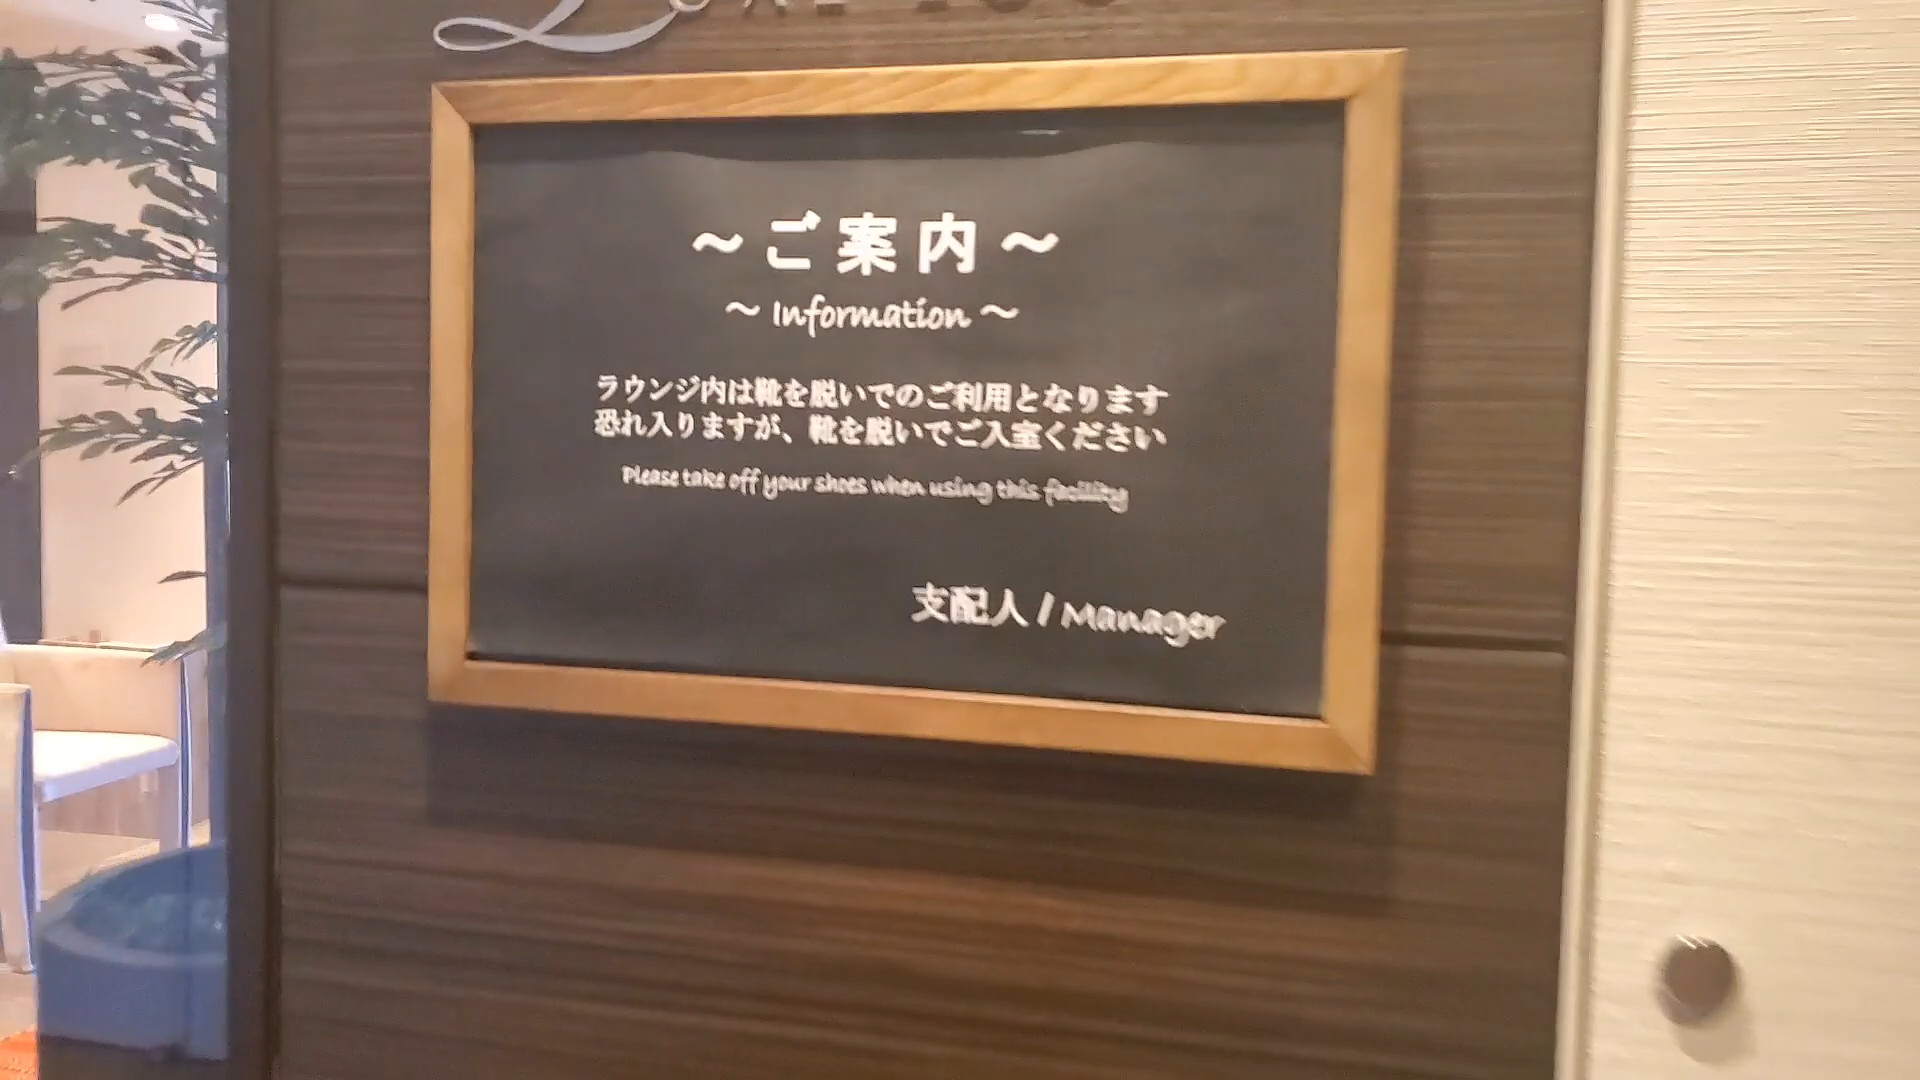 ～ご案内～
～ Information ～
ラウンジ内は靴を脱いでのご利用となります
恐れ入りますが、靴を脱いでご入室ください
Please take off your shoes when using this facility
支配人 / Manager